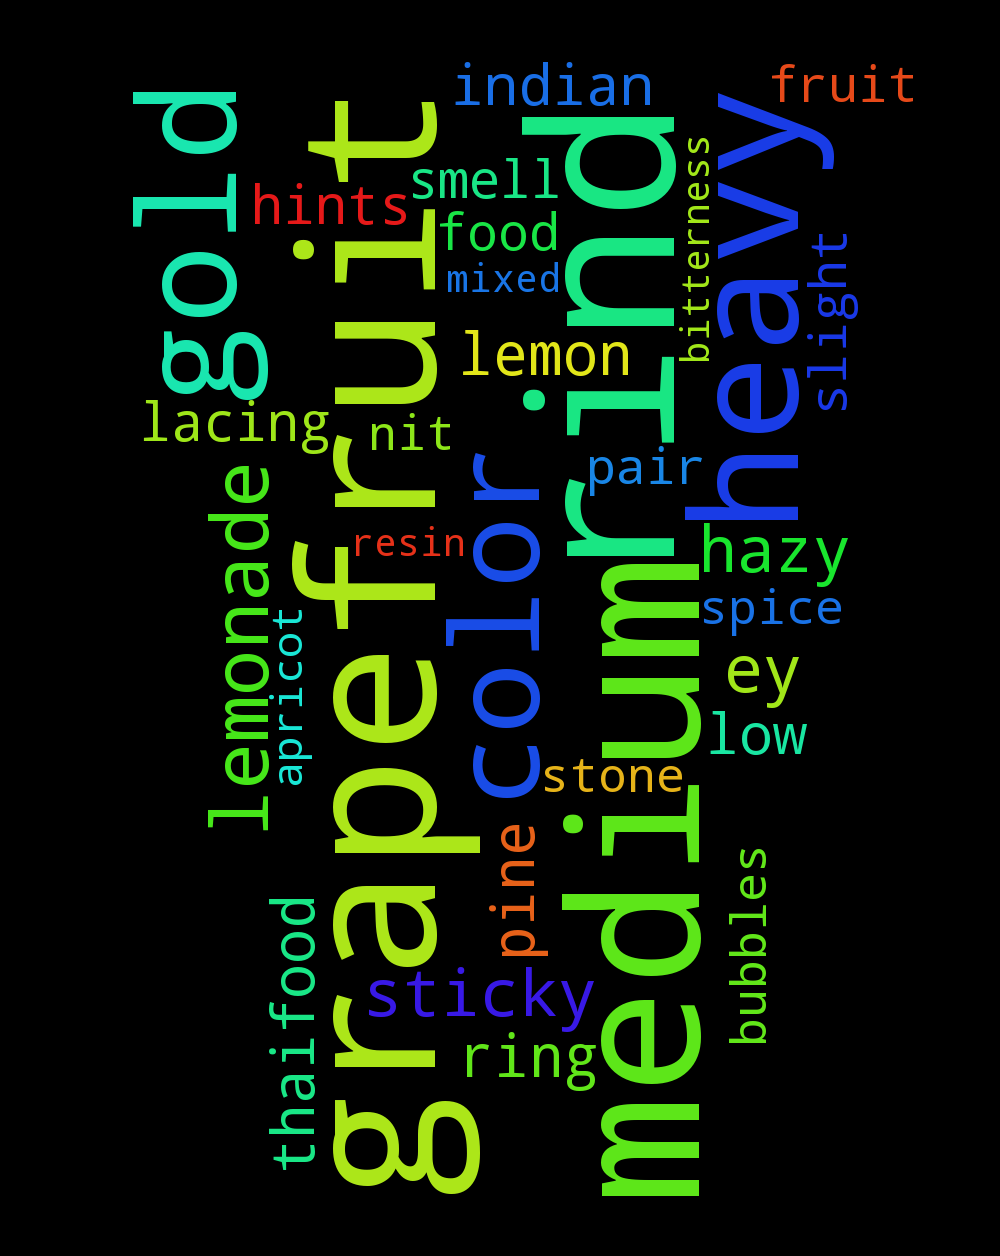 indian
fruit
gold
grapefruit
rind
heavy
smell
hints
food
bitterness
mixed
slight
lemon
lacing
nit
pair
color
lemonade
resin
hazy
medium
spice
apricot
ey
low
stone
pine
bubbles
thaifood
sticky
ring